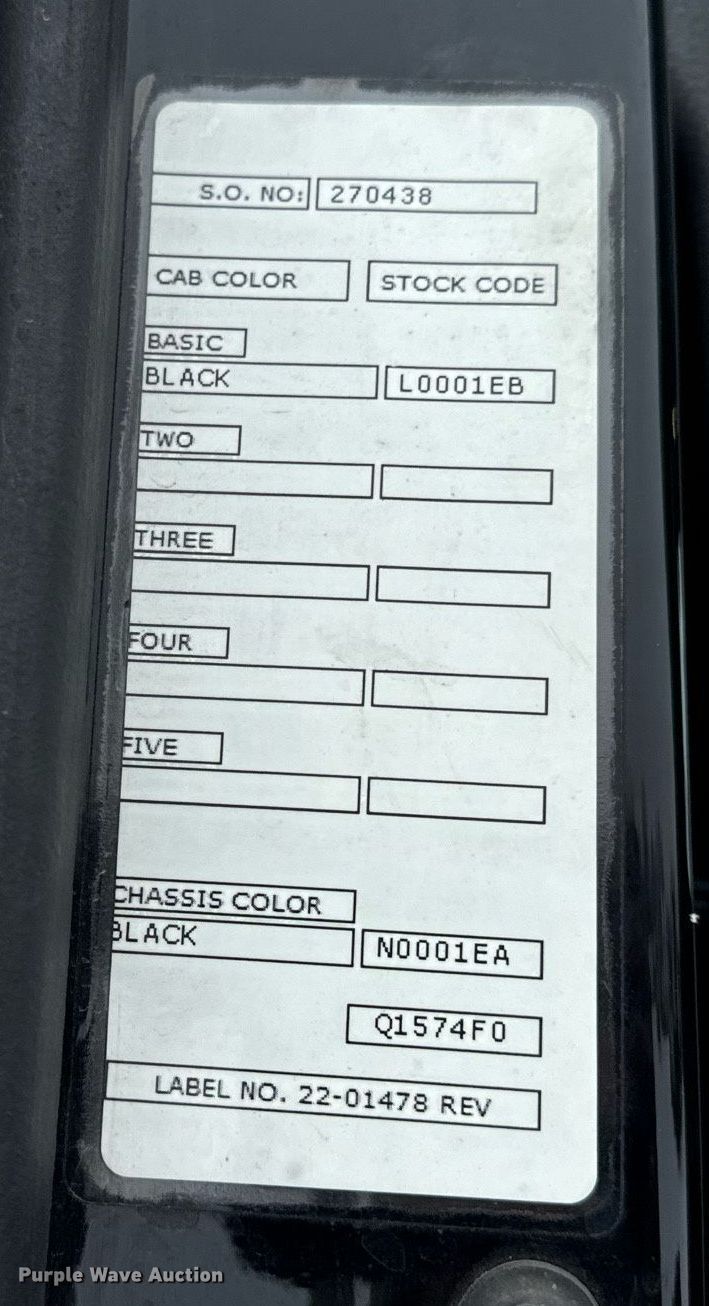 S.O. NO: 270438
CAB COLOR STOCK CODE
BASIC
BLACK L0001EB
TWO
THREE
FOUR
FIVE
CHASSIS COLOR
BLACK N0001EA
Q1574F0
LABEL NO. 22-01478 REV
Purple Wave Auction